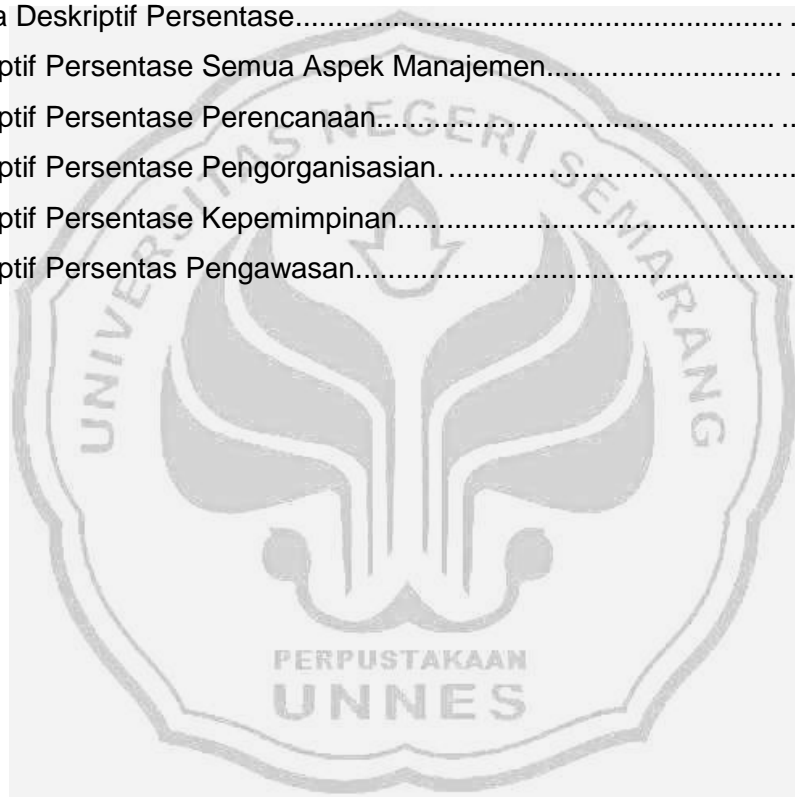 a Deskriptif Persentase.................................................................... .
ptif Persentase Semua Aspek Manajemen................................. .
ptif Persentase Perencanaan......................................................... ..
ptif Persentase Pengorganisasian. ..................................................
ptif Persentase Kepemimpinan.........................................................
ptif Persentas Pengawasan..............................................................
UNIVERSITAS NEGERI SEMARANG
PERPUSTAKAAN
UNNES